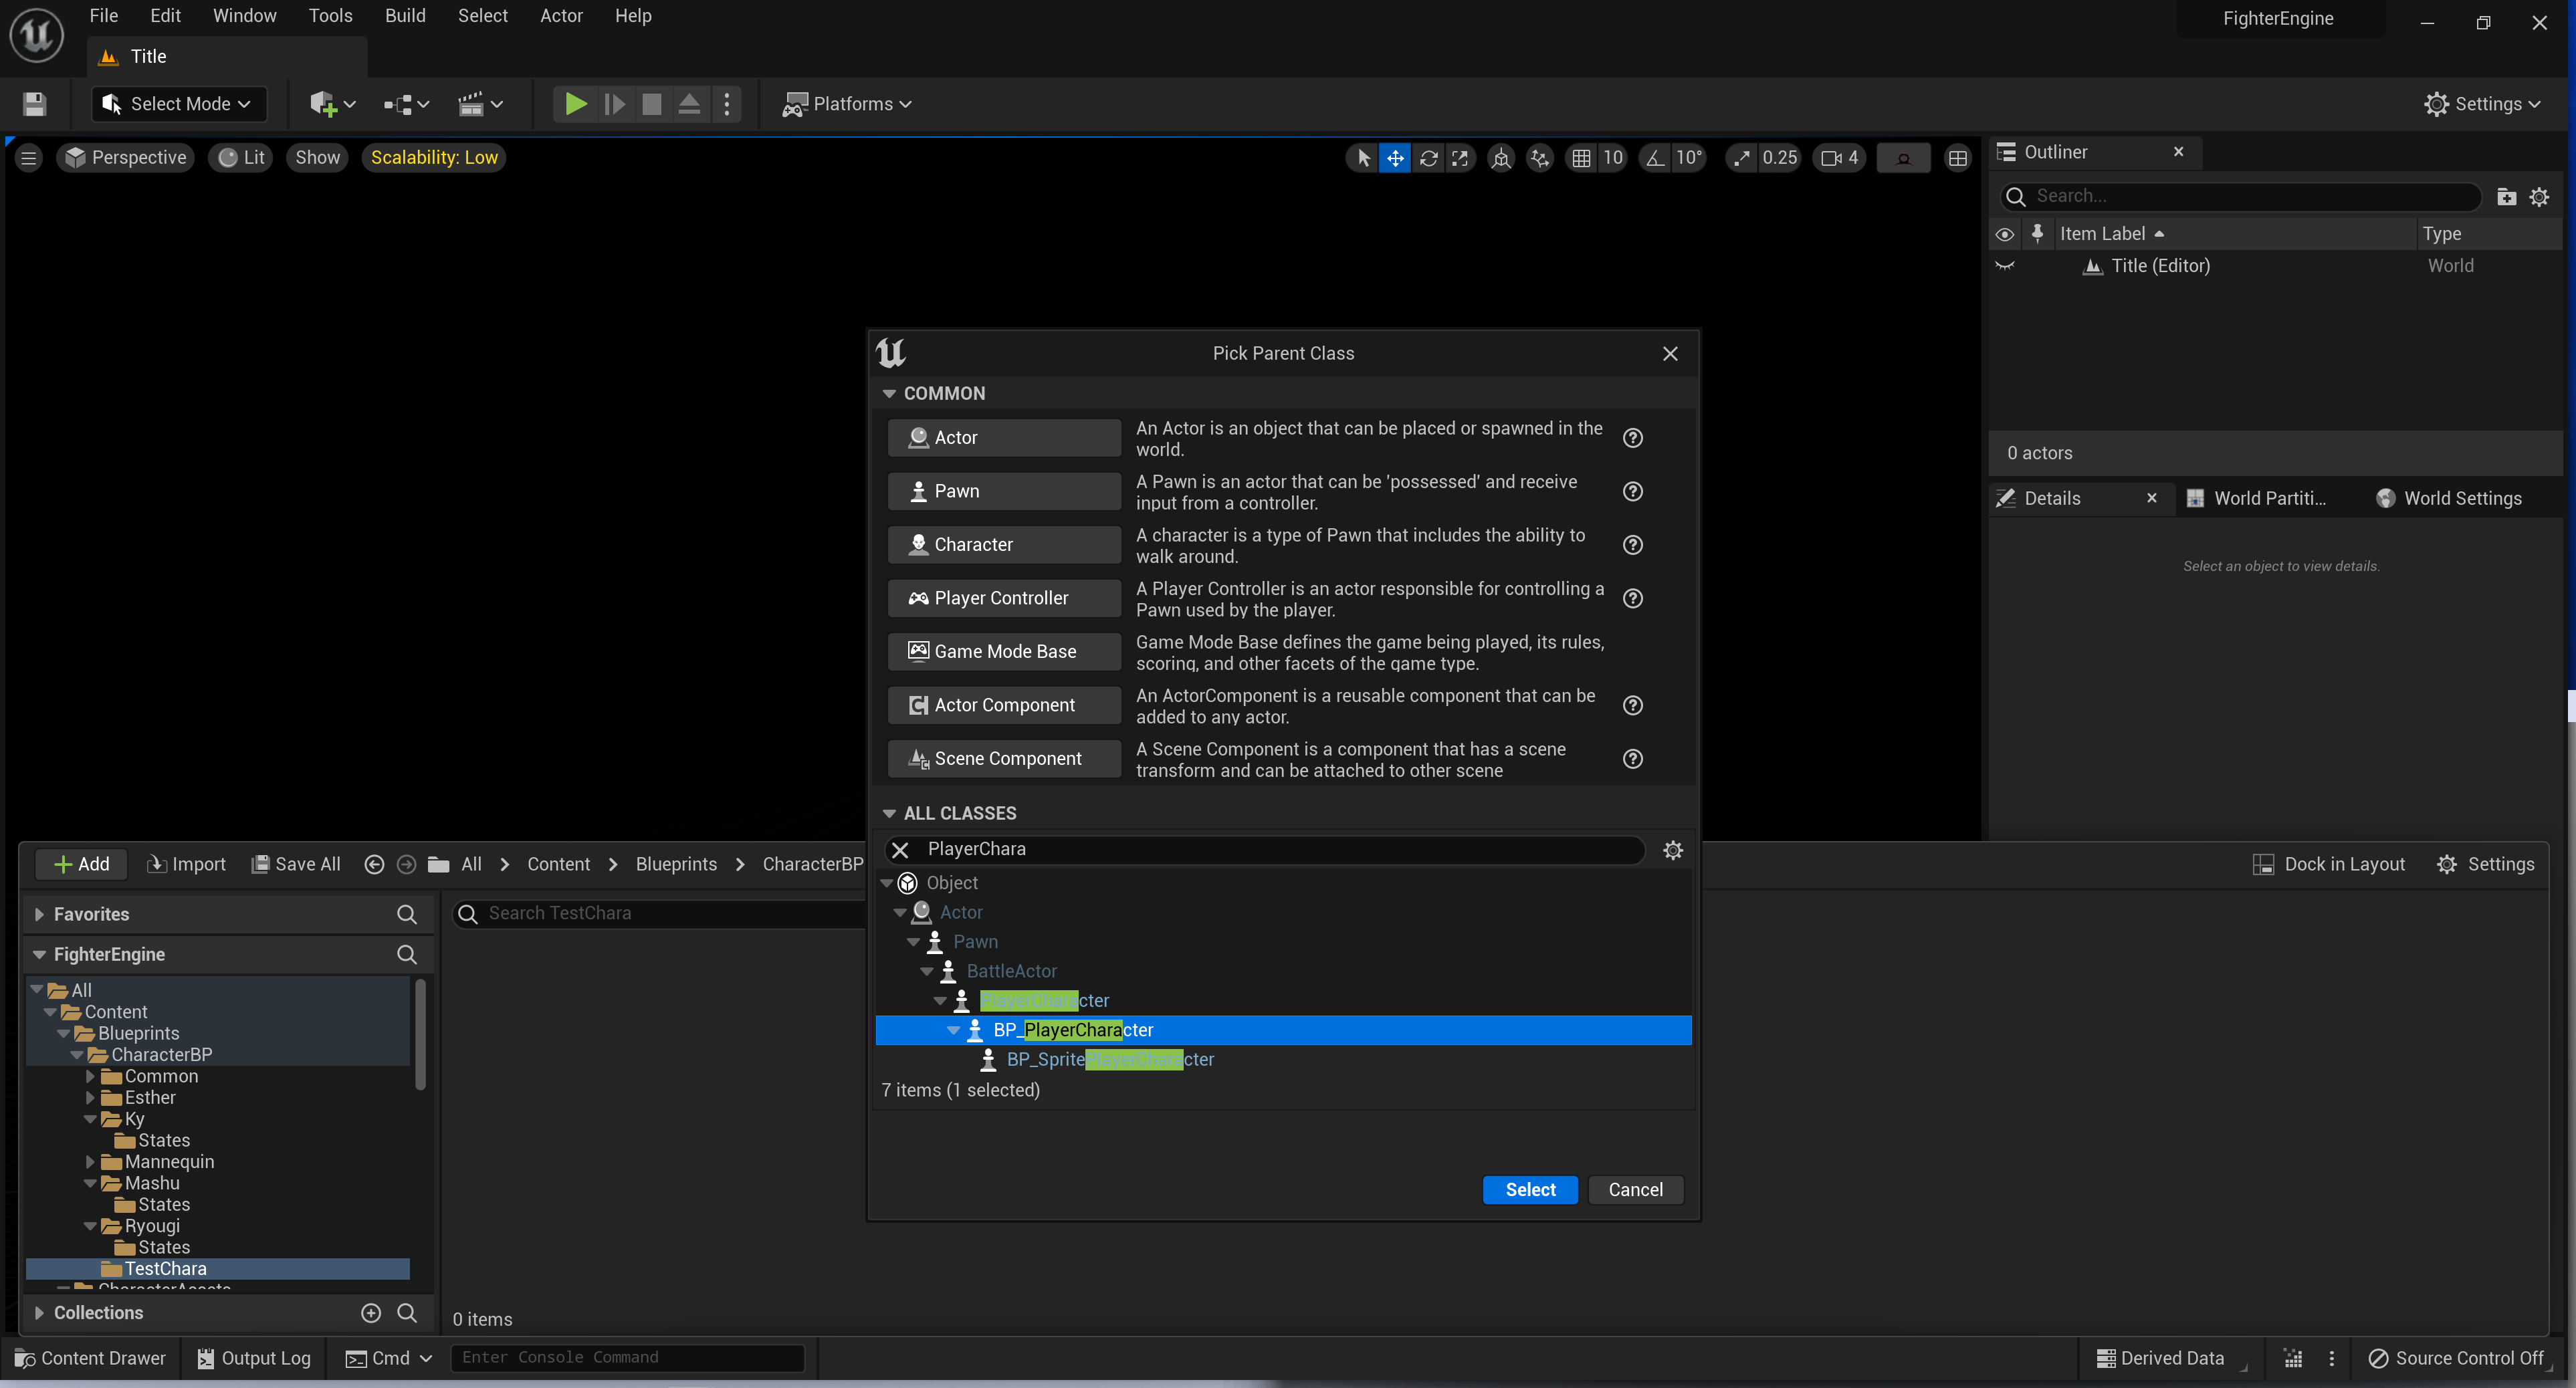 File Edit Window Tools Build Select Actor Help
FighterEngine
Title
Select Mode
Platforms
Settings
Perspective Lit Show Scalability: Low
10 10° 0.25 4
Outliner
Search...
Item Label Type
Title (Editor) World
0 actors
Details World Partiti... World Settings
Select an object to view details.
Pick Parent Class
COMMON
Actor
An Actor is an object that can be placed or spawned in the
world.
Pawn
A Pawn is an actor that can be 'possessed' and receive
input from a controller.
Character
A character is a type of Pawn that includes the ability to
walk around.
Player Controller
A Player Controller is an actor responsible for controlling a
Pawn used by the player.
Game Mode Base
Game Mode Base defines the game being played, its rules,
scoring, and other facets of the game type.
Actor Component
An ActorComponent is a reusable component that can be
added to any actor.
Scene Component
A Scene Component is a component that has a scene
transform and can be attached to other scene
ALL CLASSES
PlayerChara
Object
Actor
Pawn
BattleActor
PlayerCharacter
BP_PlayerCharacter
BP_SpritePlayerCharacter
7 items (1 selected)
Select Cancel
Add Import Save All All Content Blueprints CharacterBP
Dock in Layout Settings
Favorites
Search TestChara
FighterEngine
All
Content
Blueprints
CharacterBP
Common
Esther
Ky
States
Mannequin
Mashu
States
Ryougi
States
TestChara
CharacterAssets
Collections
0 items
Content Drawer Output Log Cmd Enter Console Command
Derived Data Source Control Off